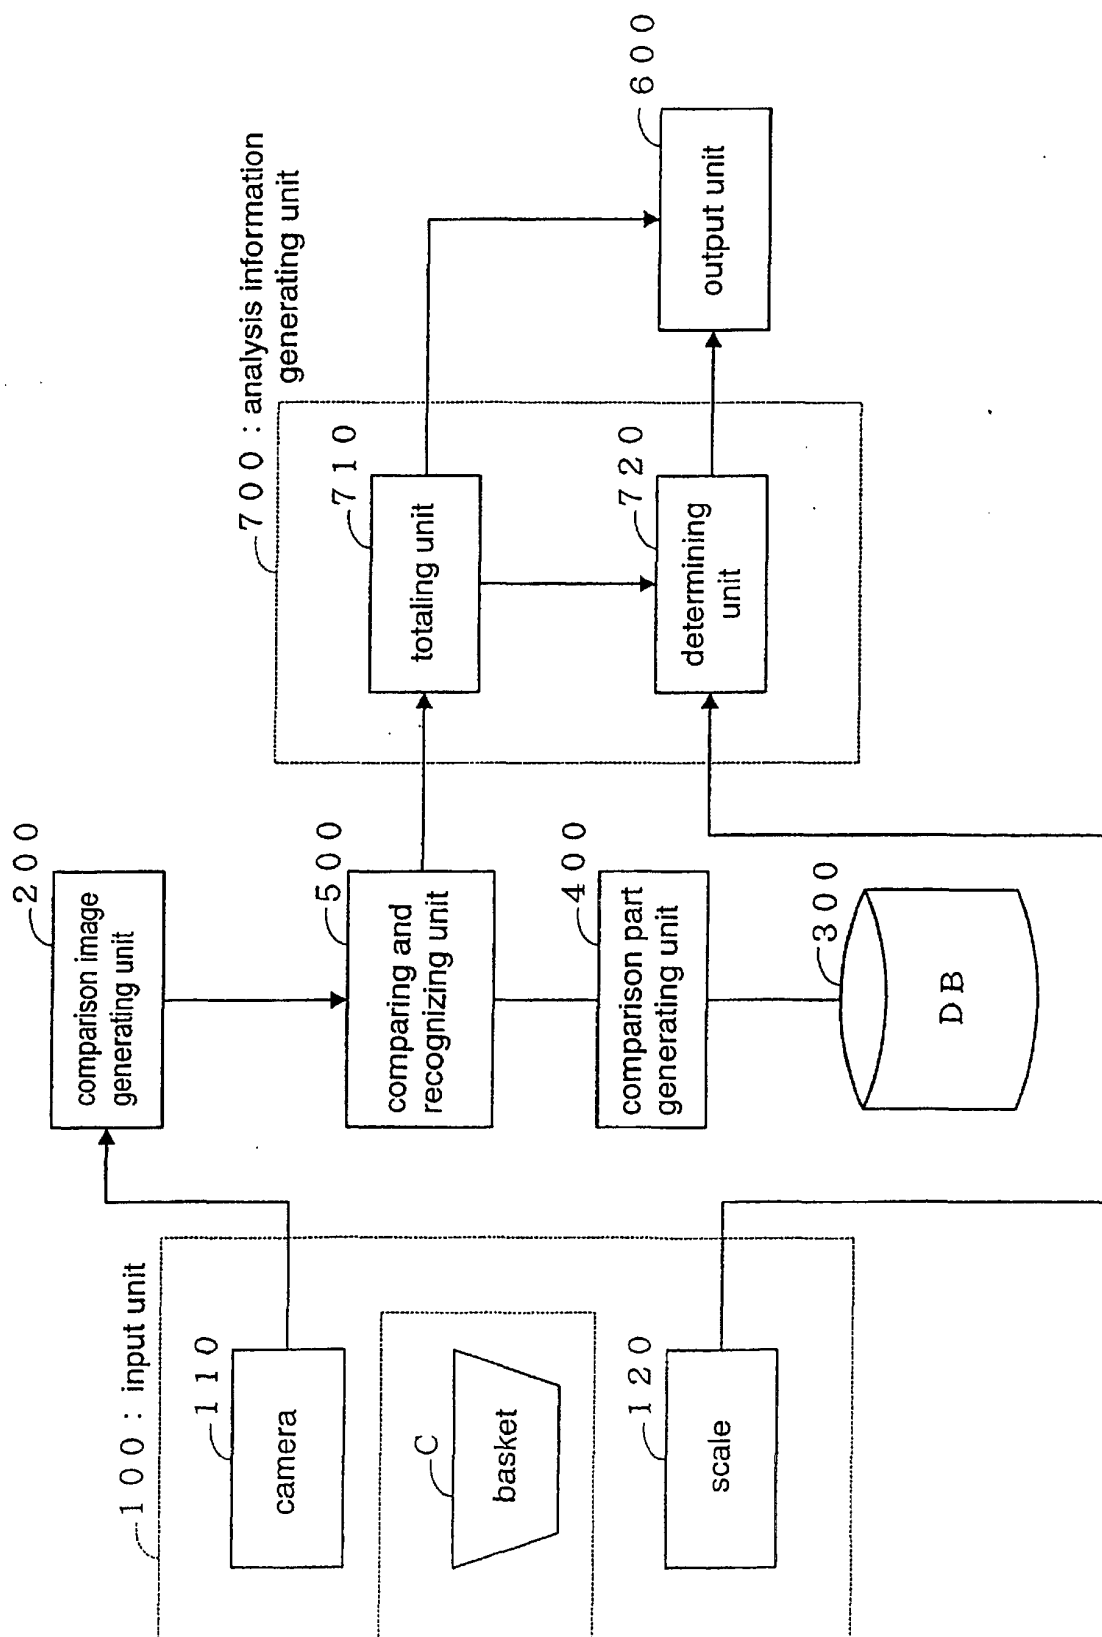 １００ : input unit
１１０
camera
C
basket
１２０
scale
２００
comparison image
generating unit
５００
comparing and
recognizing unit
４００
comparison part
generating unit
３００
ＤＢ
７００ : analysis information
generating unit
７１０
totaling unit
７２０
determining
unit
６００
output unit